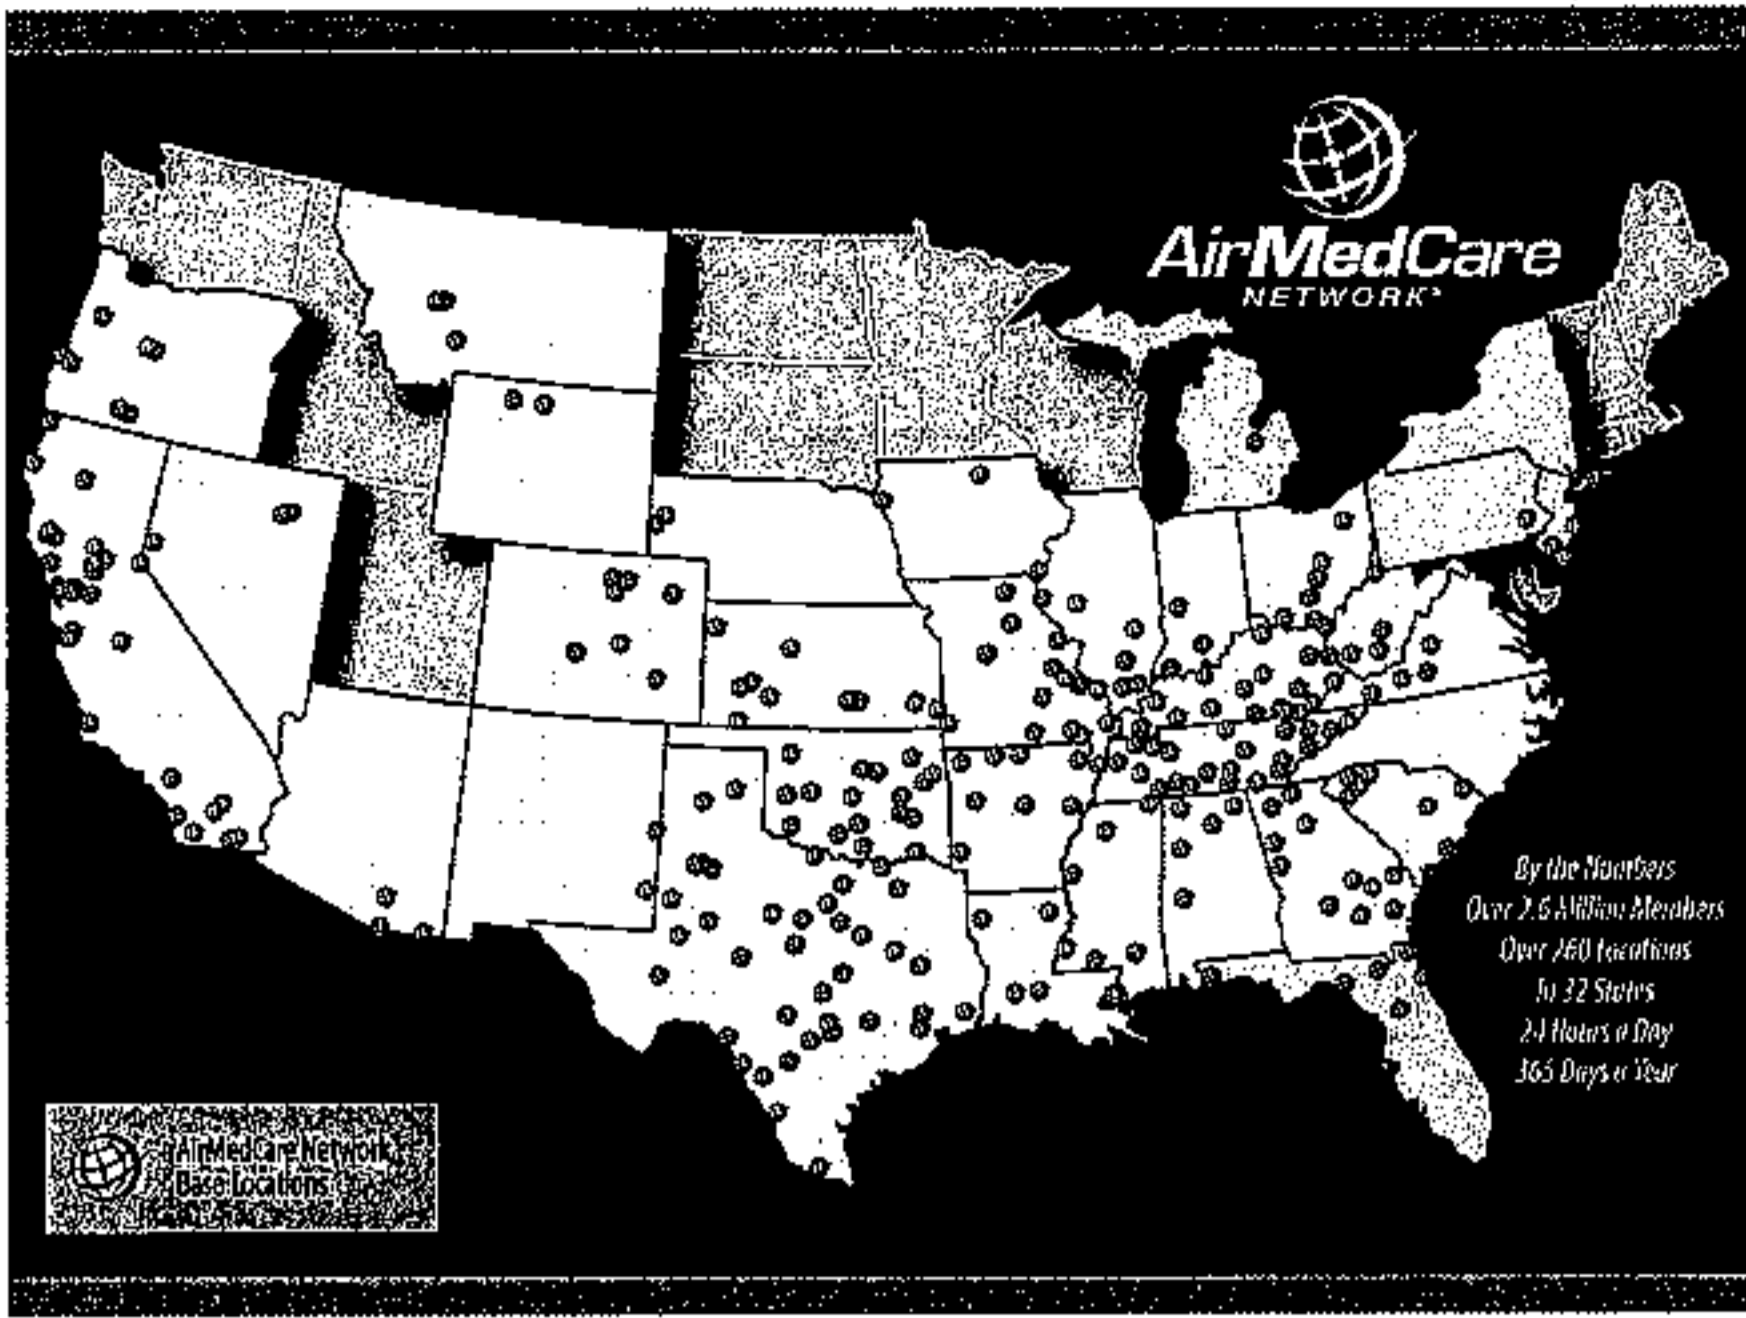 AirMedCare
NETWORK
By the Numbers
Over 2.6 Million Members
Over 260 Locations
In 32 States
24 Hours a Day
365 Days a Year
AirMedCare Network
Base Locations